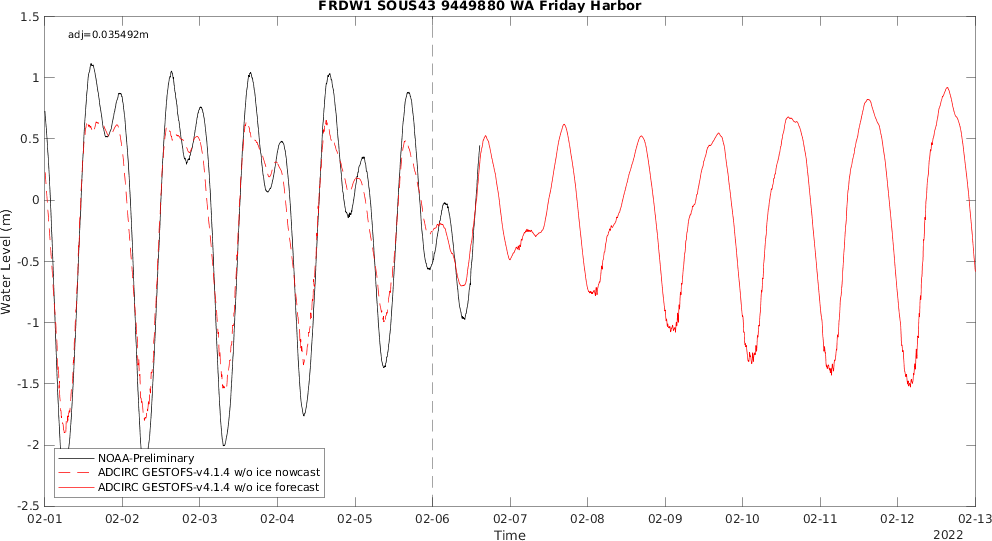 FRDW1 SOUS43 9449880 WA Friday Harbor
adj=0.035492m
1.5
1
0.5
0
-0.5
-1
-1.5
-2
-2.5
Water Level (m)
NOAA-Preliminary
ADCIRC GESTOFS-v4.1.4 w/o ice nowcast
ADCIRC GESTOFS-v4.1.4 w/o ice forecast
02-01 02-02 02-03 02-04 02-05 02-06 02-07 02-08 02-09 02-10 02-11 02-12 02-13
Time
2022